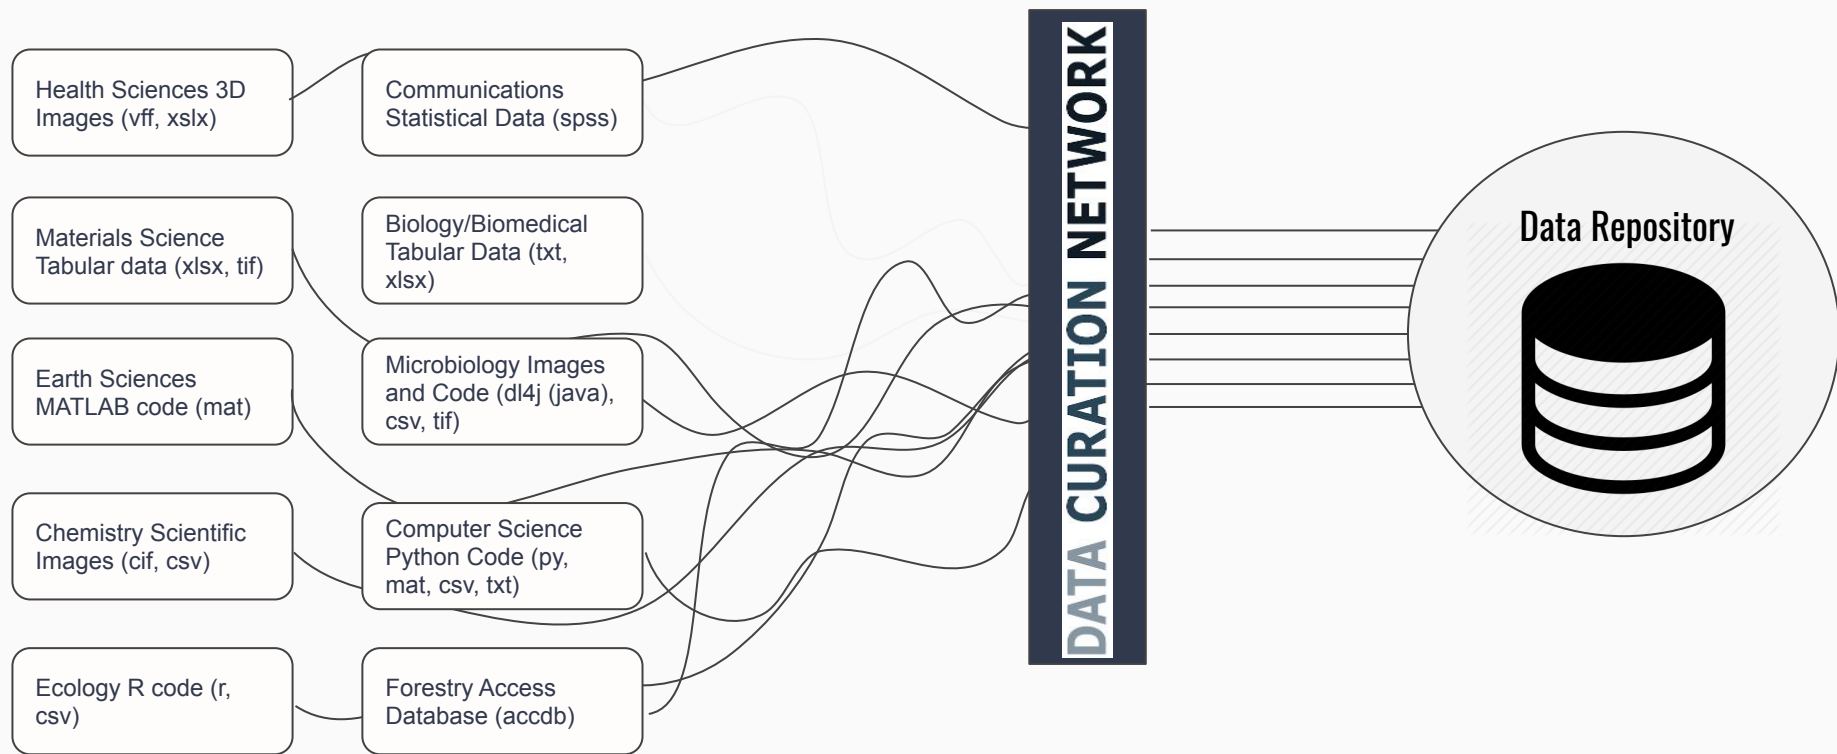 Health Sciences 3D
Images (vff, xslx)
Communications
Statistical Data (spss)
Materials Science
Tabular data (xlsx, tif)
Biology/Biomedical
Tabular Data (txt,
xlsx)
Earth Sciences
MATLAB code (mat)
Microbiology Images
and Code (dl4j (java),
csv, tif)
Chemistry Scientific
Images (cif, csv)
Computer Science
Python Code (py,
mat, csv, txt)
Ecology R code (r,
csv)
Forestry Access
Database (accdb)
DATA CURATION NETWORK
Data Repository